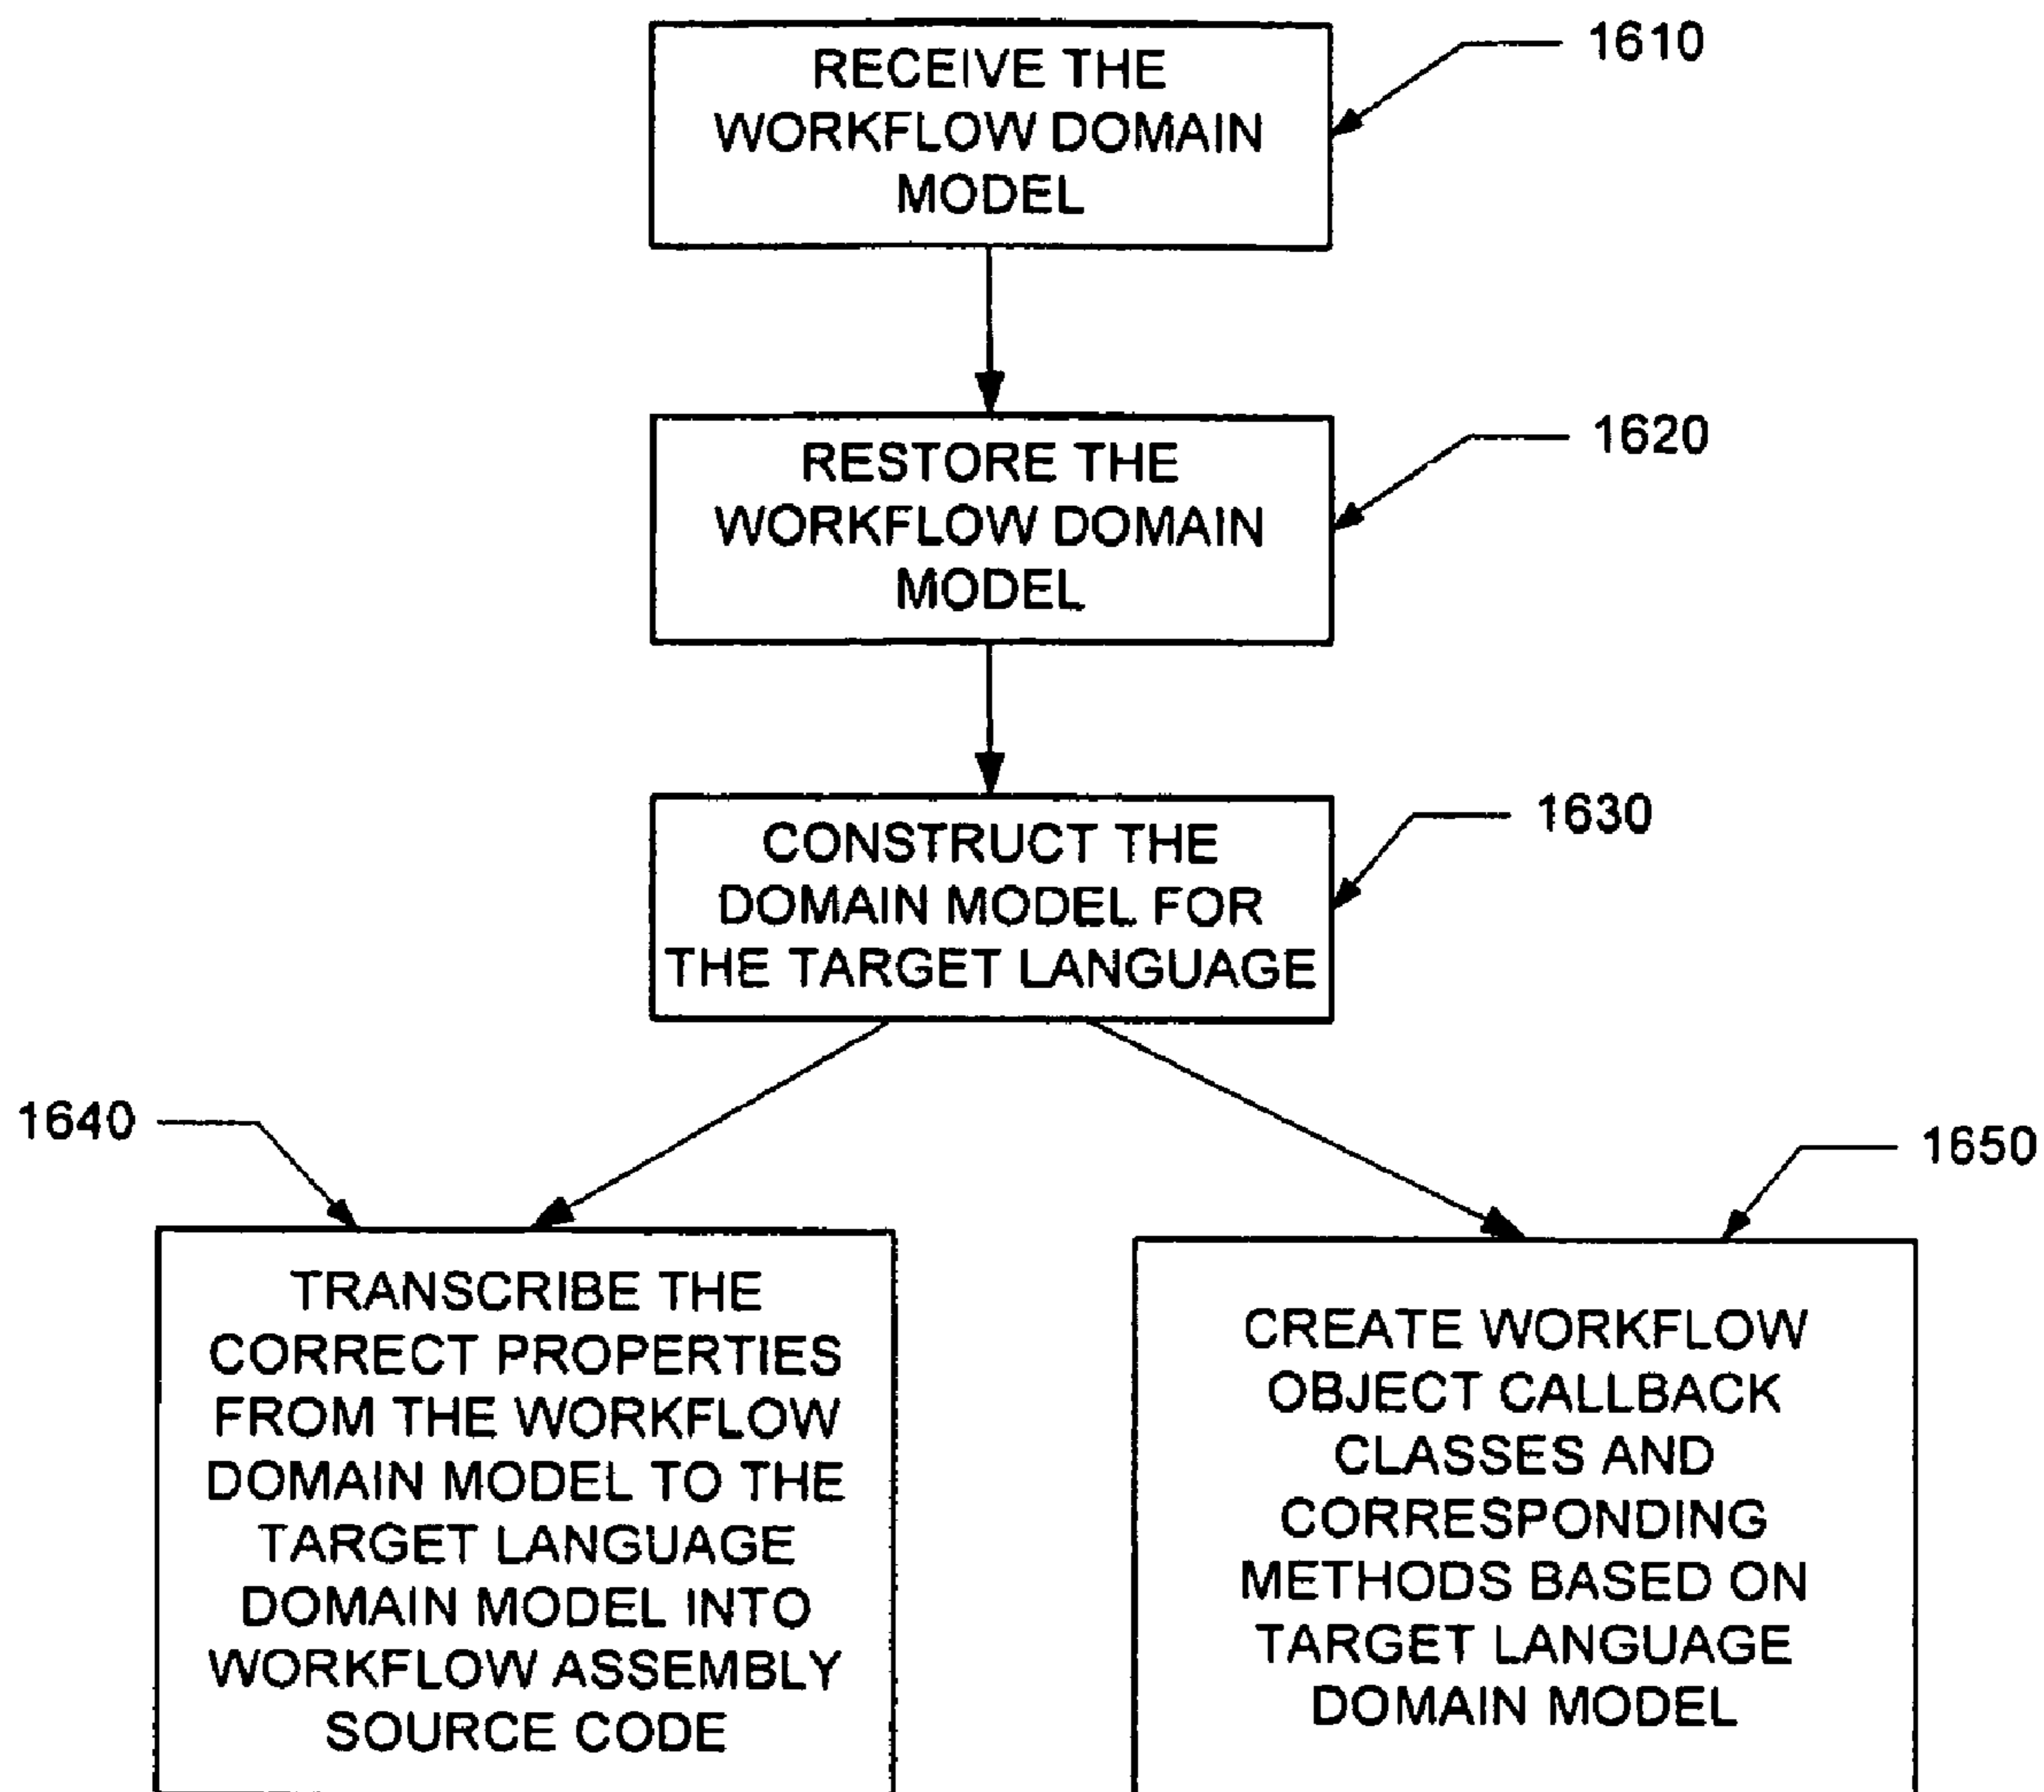 RECEIVE THE
WORKFLOW DOMAIN
MODEL
1610
RESTORE THE
WORKFLOW DOMAIN
MODEL
1620
CONSTRUCT THE
DOMAIN MODEL FOR
THE TARGET LANGUAGE
1630
1640
TRANSCRIBE THE
CORRECT PROPERTIES
FROM THE WORKFLOW
DOMAIN MODEL TO THE
TARGET LANGUAGE
DOMAIN MODEL INTO
WORKFLOW ASSEMBLY
SOURCE CODE
1650
CREATE WORKFLOW
OBJECT CALLBACK
CLASSES AND
CORRESPONDING
METHODS BASED ON
TARGET LANGUAGE
DOMAIN MODEL